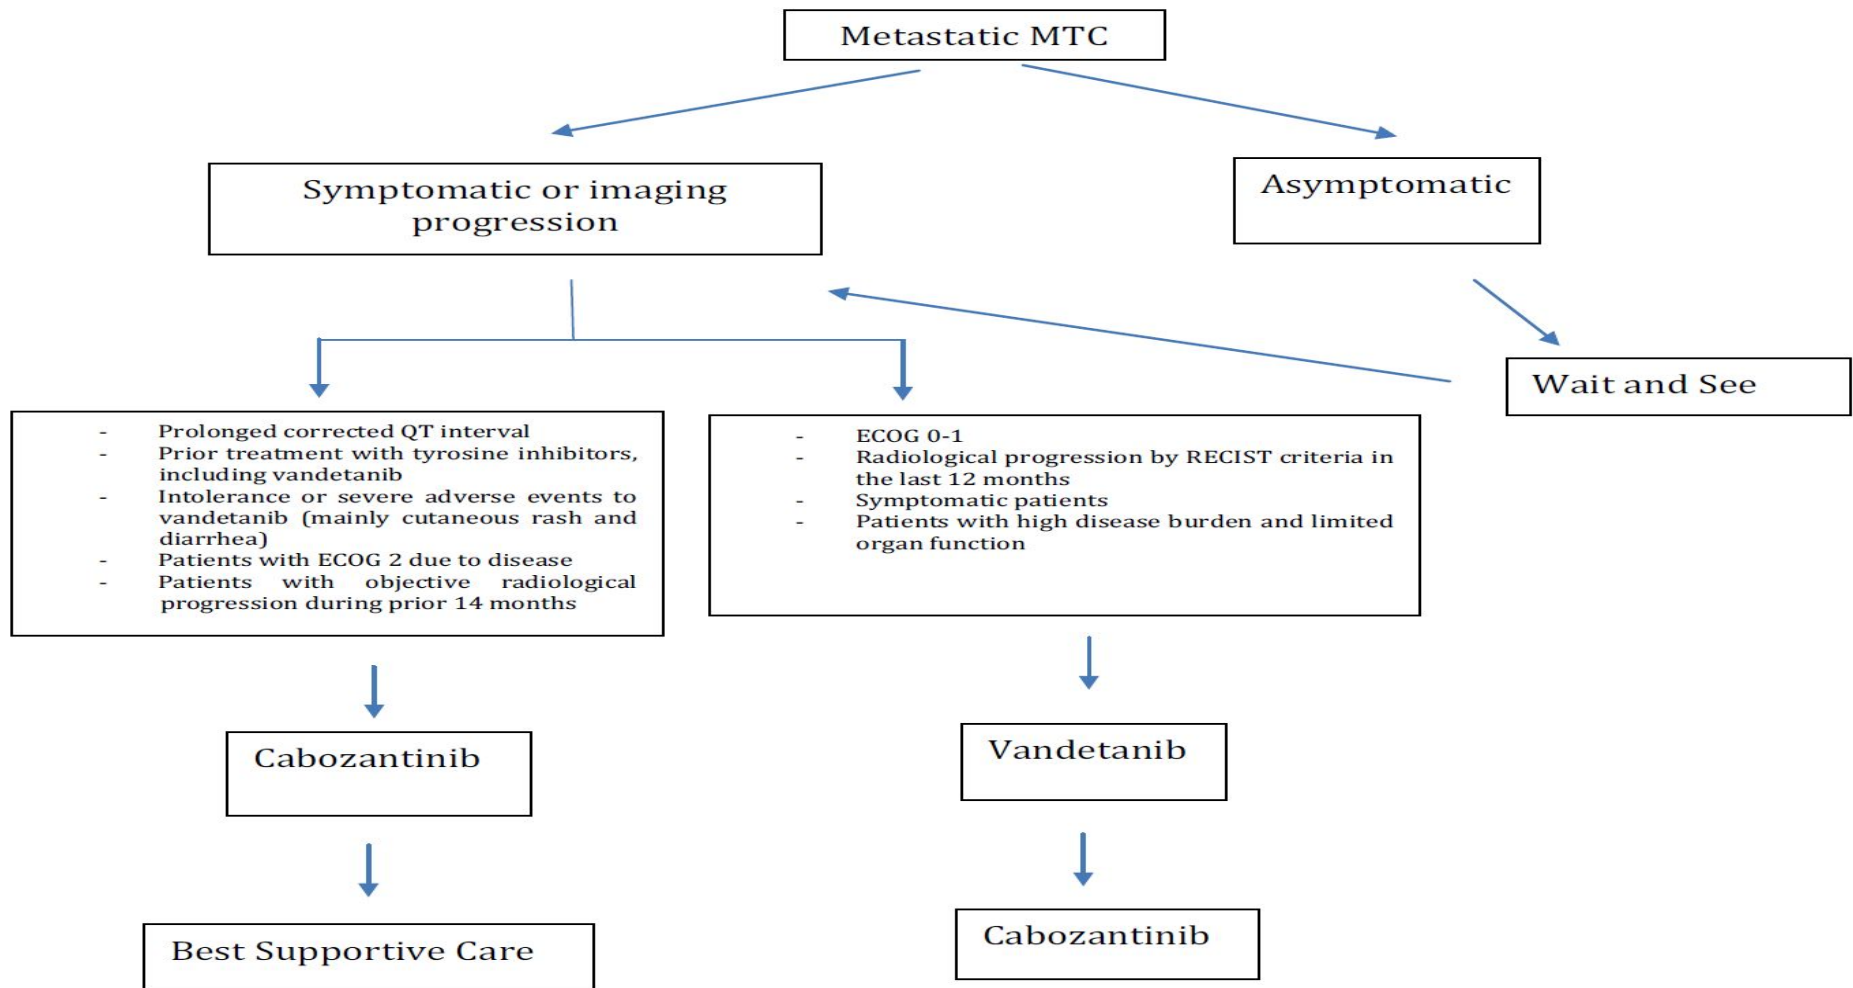 Metastatic MTC
Symptomatic or imaging
progression
Asymptomatic
Wait and See
- Prolonged corrected QT interval
- Prior treatment with tyrosine inhibitors,
including vandetanib
- Intolerance or severe adverse events to
vandetanib (mainly cutaneous rash and
diarrhea)
- Patients with ECOG 2 due to disease
- Patients with objective radiological
progression during prior 14 months
- ECOG 0-1
- Radiological progression by RECIST criteria in
the last 12 months
- Symptomatic patients
- Patients with high disease burden and limited
organ function
Cabozantinib
Vandetanib
Best Supportive Care
Cabozantinib